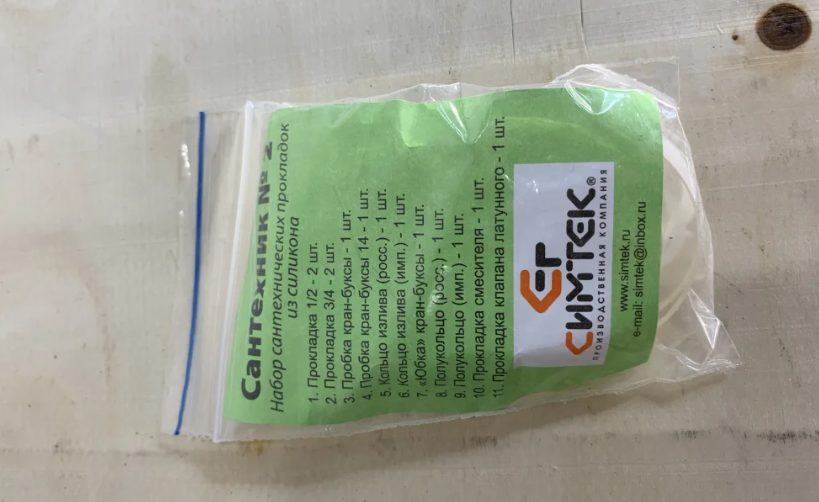 Сантехник № 2
Набор сантехнических прокладок
из силикона
1. Прокладка 1/2 - 2 шт.
2. Прокладка 3/4 - 2 шт.
3. Пробка кран-буксы - 1 шт.
4. Пробка кран-буксы 14 - 1 шт.
5. Кольцо излива (росс.) - 1 шт.
6. Кольцо излива (имп.) - 1 шт.
7. «Юбка» кран-буксы - 1 шт.
8. Полукольцо (росс.) - 1 шт.
9. Полукольцо (имп.) - 1 шт.
10. Прокладка смесителя - 1 шт.
11. Прокладка клапана латунного - 1 шт.
СИМТЕК®
ПРОИЗВОДСТВЕННАЯ КОМПАНИЯ
www.simtek.ru
e-mail: simtek@inbox.ru